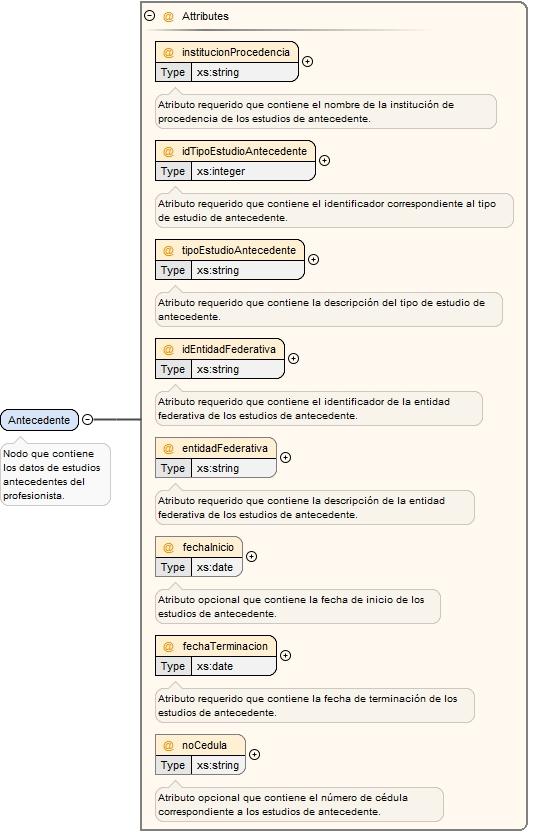 @ Attributes
@ institucionProcedencia
Type xs:string
Atributo requerido que contiene el nombre de la institución de
procedencia de los estudios de antecedente.
@ idTipoEstudioAntecedente
Type xs:integer
Atributo requerido que contiene el identificador correspondiente al tipo
de estudio de antecedente.
@ tipoEstudioAntecedente
Type xs:string
Atributo requerido que contiene la descripción del tipo de estudio de
antecedente.
@ idEntidadFederativa
Type xs:string
Atributo requerido que contiene el identificador de la entidad
federativa de los estudios de antecedente.
Antecedente
Nodo que contiene
los datos de estudios
antecedentes del
profesionista.
@ entidadFederativa
Type xs:string
Atributo requerido que contiene la descripción de la entidad
federativa de los estudios de antecedente.
@ fechaInicio
Type xs:date
Atributo opcional que contiene la fecha de inicio de los
estudios de antecedente.
@ fechaTerminacion
Type xs:date
Atributo requerido que contiene la fecha de terminación de los
estudios de antecedente.
@ noCedula
Type xs:string
Atributo opcional que contiene el número de cédula
correspondiente a los estudios de antecedente.